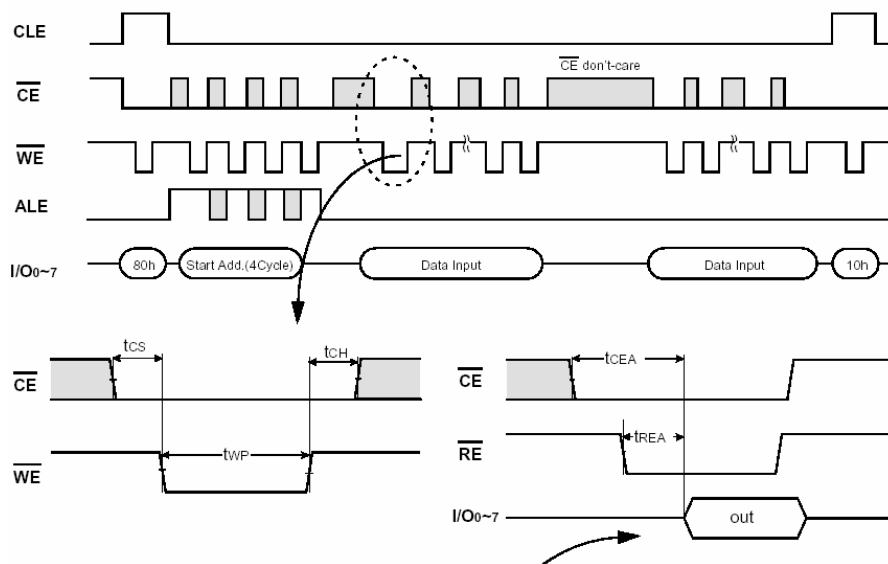 CLE
CE don't-care
CE
WE
ALE
I/O0~7 80h Start Add.(4Cycle) Data Input Data Input 10h
tCS tCH
CE
tWP
WE
tCEA
CE
tREA
RE
I/O0~7 out